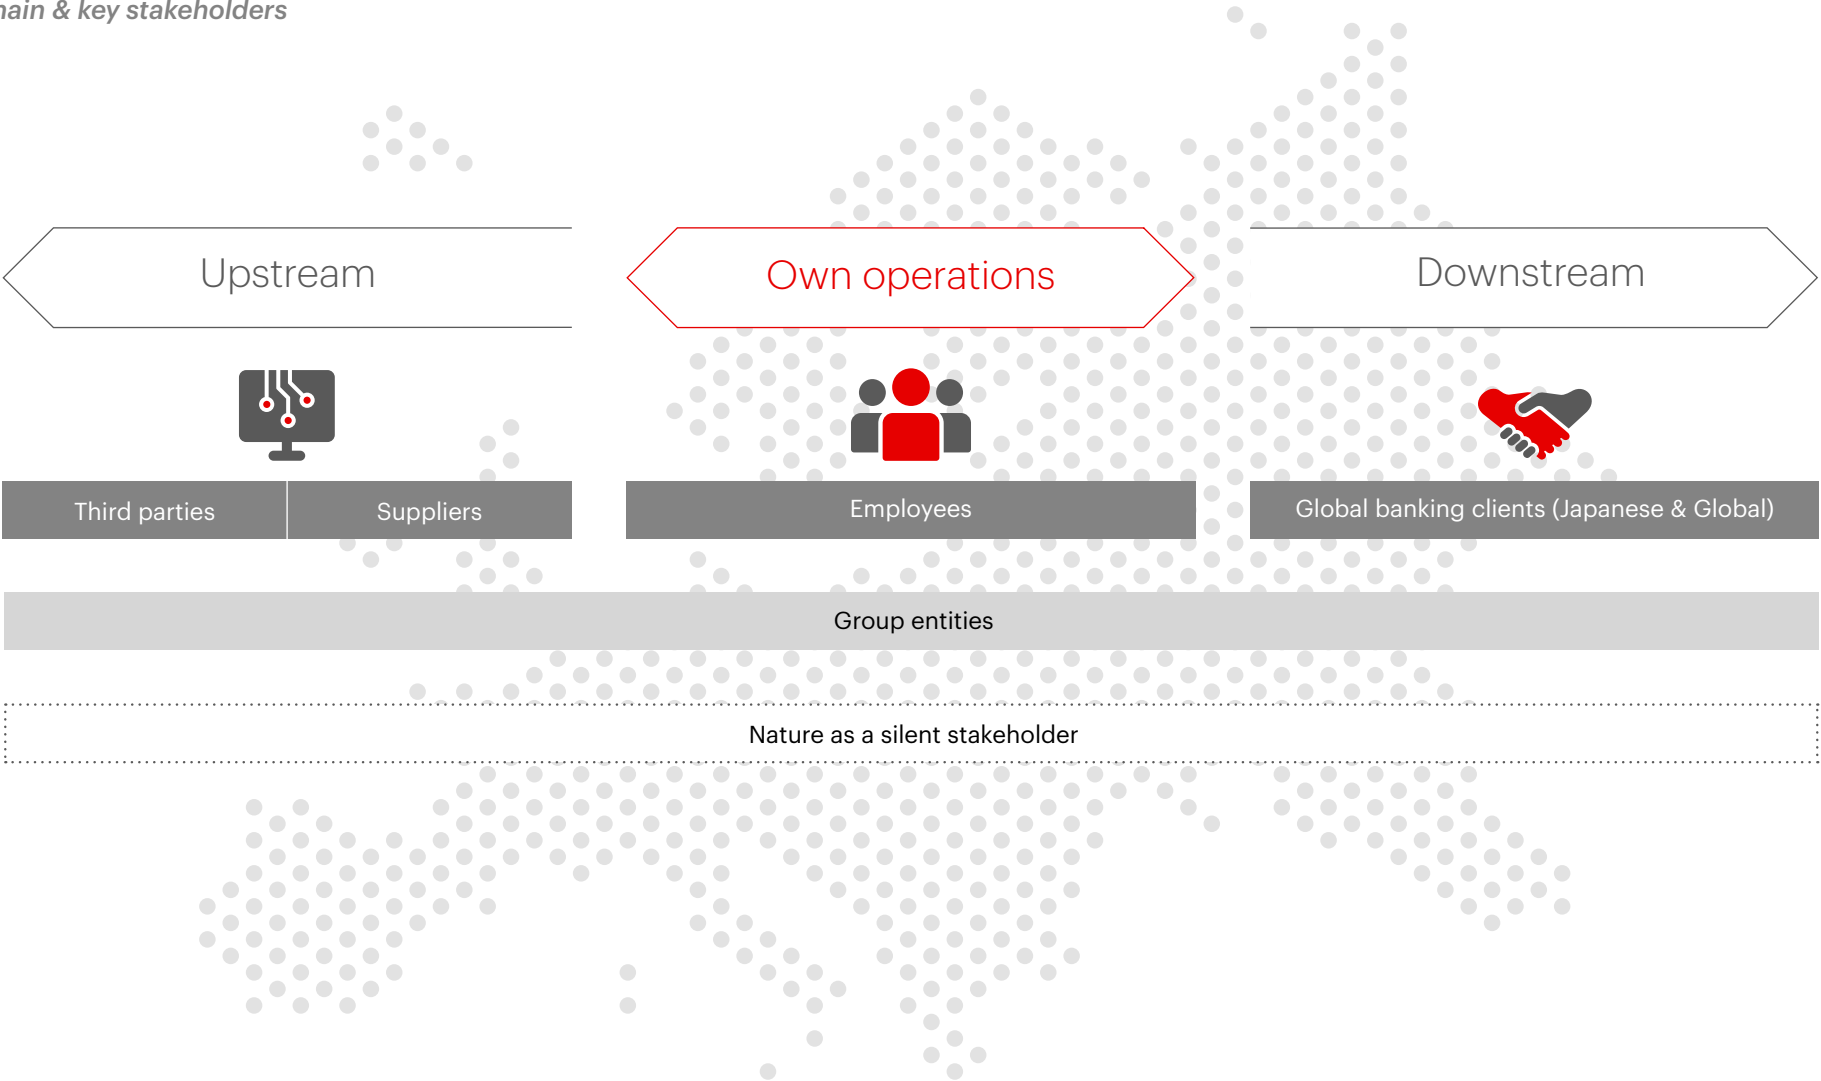 & key stakeholders
Upstream
Own operations
Downstream
Third parties
Suppliers
Employees
Global banking clients (Japanese & Global)
Group entities
Nature as a silent stakeholder